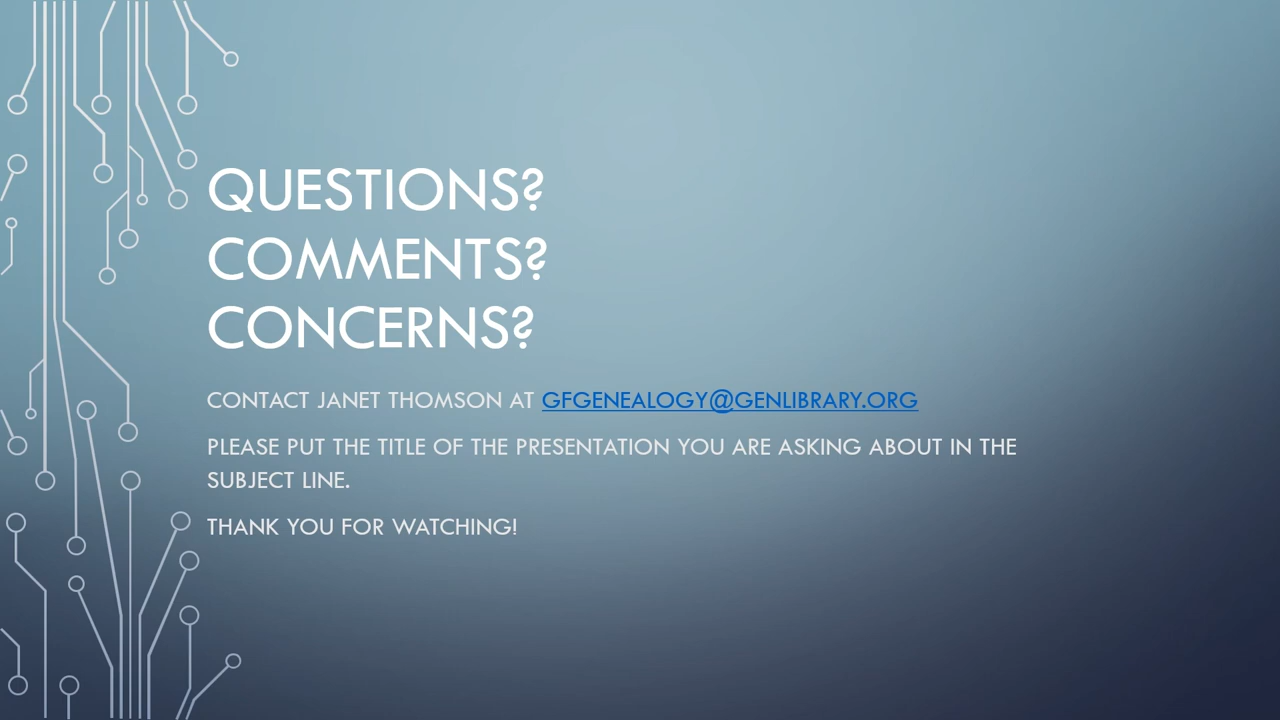 QUESTIONS?
COMMENTS?
CONCERNS?
CONTACT JANET THOMSON AT GFGENEALOGY@GENLIBRARY.ORG
PLEASE PUT THE TITLE OF THE PRESENTATION YOU ARE ASKING ABOUT IN THE
SUBJECT LINE.
THANK YOU FOR WATCHING!